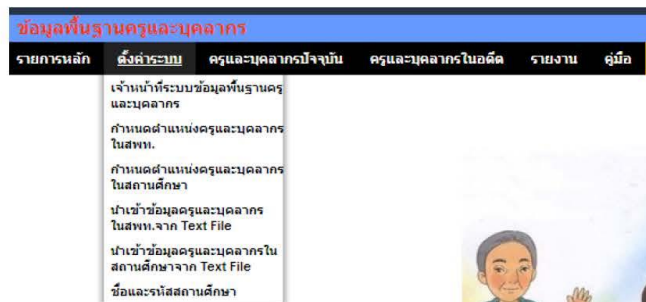 ข้อมูลพื้นฐานครูและบุคลากร
รายการหลัก ตั้งค่าระบบ ครูและบุคลากรปัจจุบัน ครูและบุคลากรในอดีต รายงาน คู่มือ
เจ้าหน้าที่ระบบข้อมูลพื้นฐานครู
และบุคลากร
กำหนดตำแหน่งครูและบุคลากร
ในสพท.
กำหนดตำแหน่งครูและบุคลากร
ในสถานศึกษา
นำเข้าข้อมูลครูและบุคลากร
ในสพท.จาก Text File
นำเข้าข้อมูลครูและบุคลากรใน
สถานศึกษาจาก Text File
ชื่อและรหัสสถานศึกษา